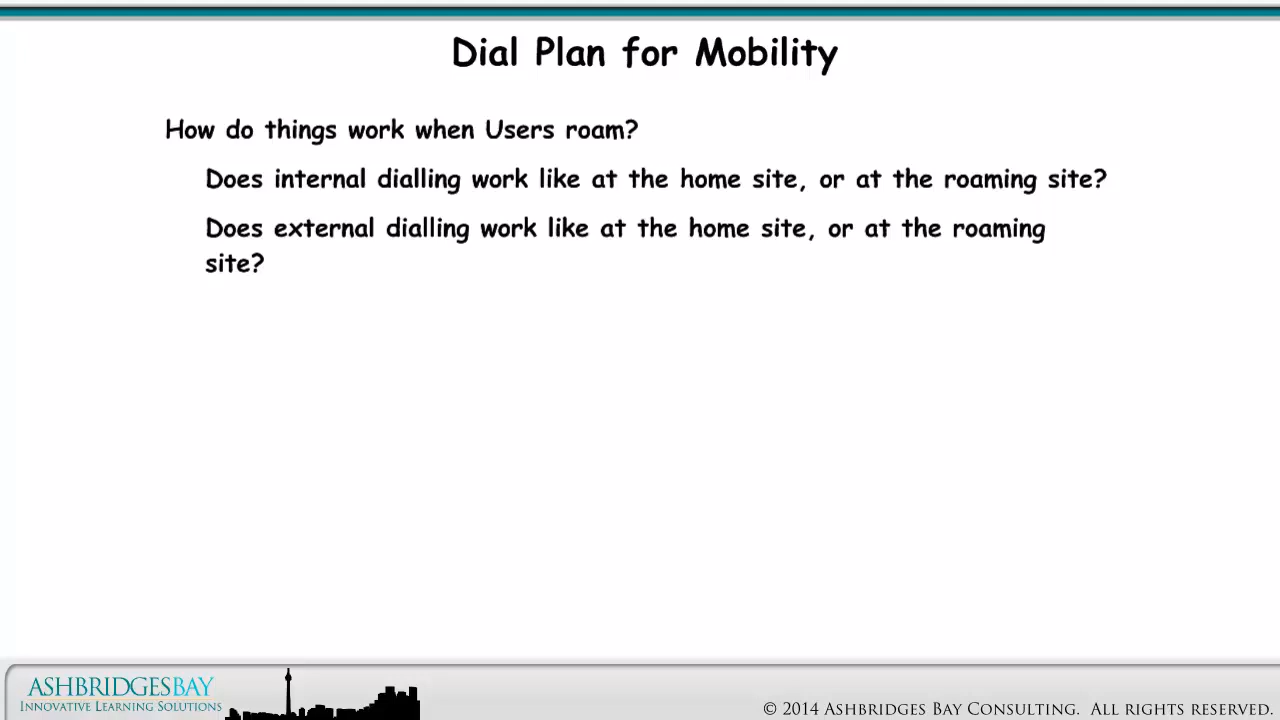 Dial Plan for Mobility
How do things work when Users roam?
Does internal dialling work like at the home site, or at the roaming site?
Does external dialling work like at the home site, or at the roaming
site?
ASHBRIDGESBAY
INNOVATIVE LEARNING SOLUTIONS
© 2014 ASHBRIDGES BAY CONSULTING. ALL RIGHTS RESERVED.